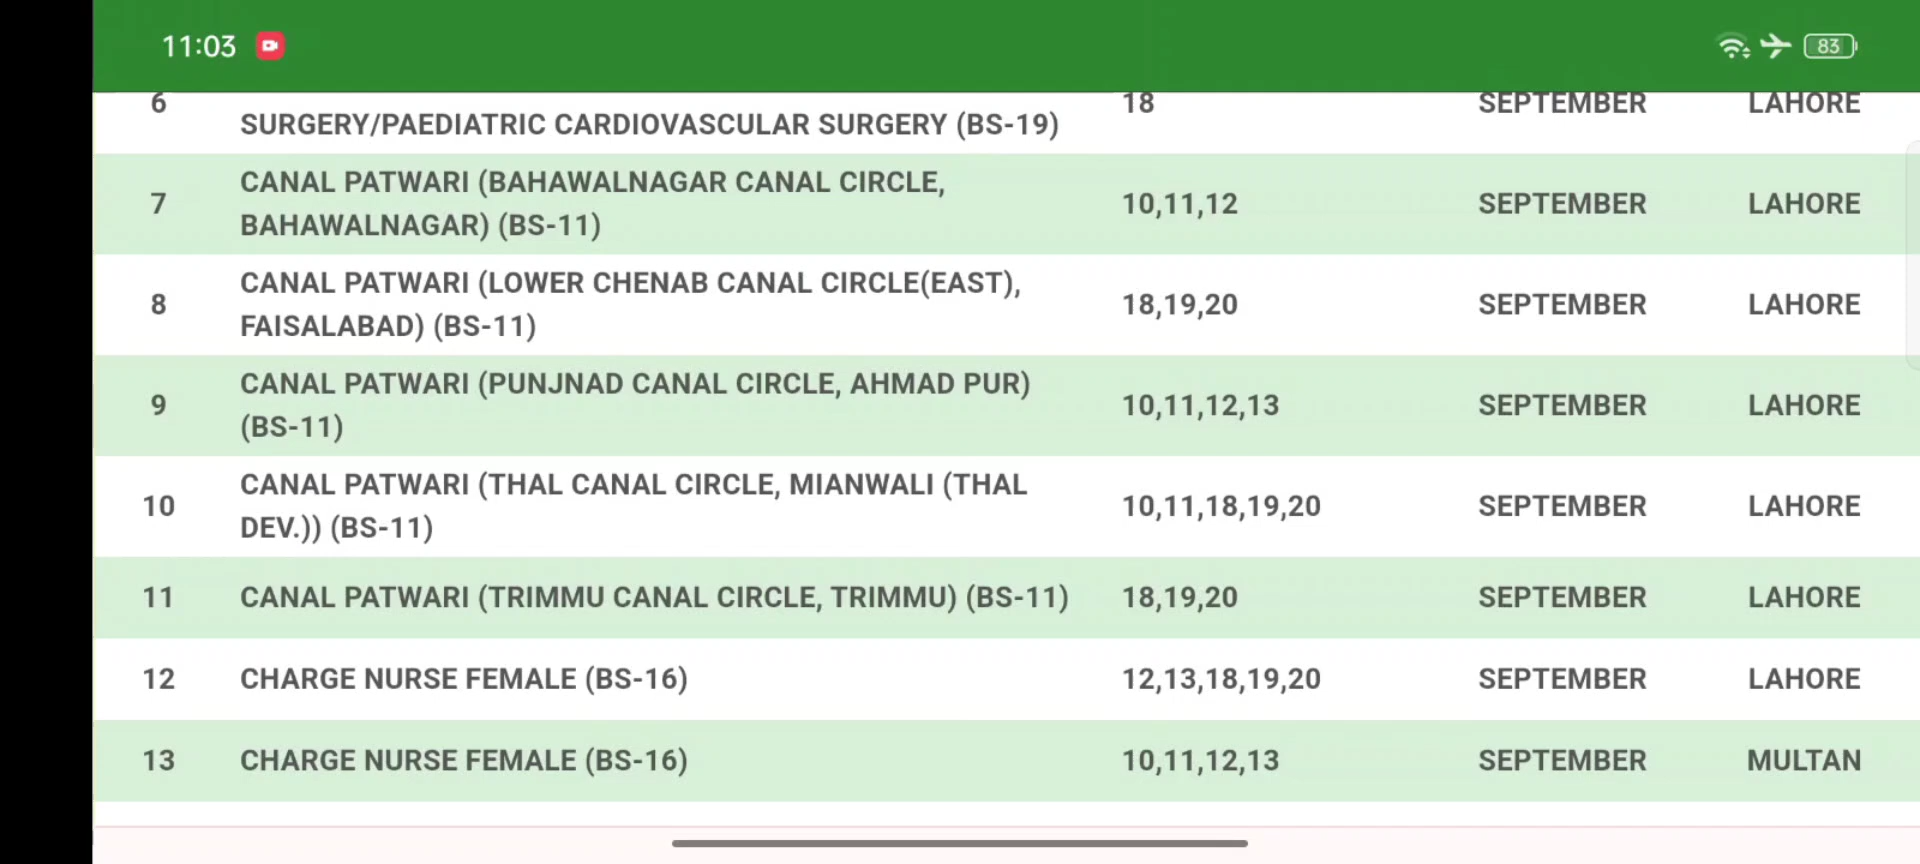 11:03
83
6 18 SEPTEMBER LAHORE
SURGERY/PAEDIATRIC CARDIOVASCULAR SURGERY (BS-19)
CANAL PATWARI (BAHAWALNAGAR CANAL CIRCLE,
7 10,11,12 SEPTEMBER LAHORE
BAHAWALNAGAR) (BS-11)
CANAL PATWARI (LOWER CHENAB CANAL CIRCLE(EAST),
8 18,19,20 SEPTEMBER LAHORE
FAISALABAD) (BS-11)
CANAL PATWARI (PUNJNAD CANAL CIRCLE, AHMAD PUR)
9 10,11,12,13 SEPTEMBER LAHORE
(BS-11)
CANAL PATWARI (THAL CANAL CIRCLE, MIANWALI (THAL
10 10,11,18,19,20 SEPTEMBER LAHORE
DEV.)) (BS-11)
11 CANAL PATWARI (TRIMMU CANAL CIRCLE, TRIMMU) (BS-11) 18,19,20 SEPTEMBER LAHORE
12 CHARGE NURSE FEMALE (BS-16) 12,13,18,19,20 SEPTEMBER LAHORE
13 CHARGE NURSE FEMALE (BS-16) 10,11,12,13 SEPTEMBER MULTAN